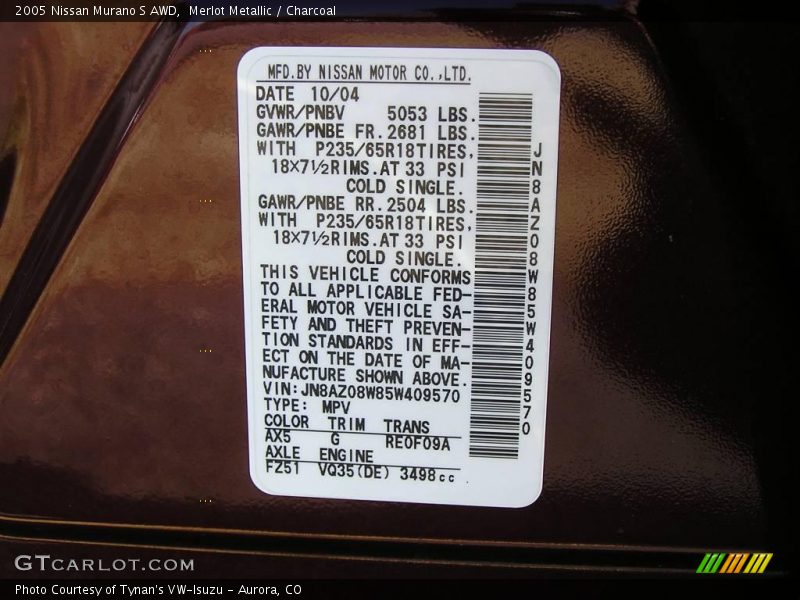 2005 Nissan Murano S AWD, Merlot Metallic / Charcoal
MFD.BY NISSAN MOTOR CO.,LTD.
DATE 10/04
GVWR/PNBV 5053 LBS.
GAWR/PNBE FR.2681 LBS.
WITH P235/65R18TIRES,
18X7½RIMS.AT 33 PSI
COLD SINGLE.
GAWR/PNBE RR.2504 LBS.
WITH P235/65R18TIRES,
18X7½RIMS.AT 33 PSI
COLD SINGLE.
THIS VEHICLE CONFORMS
TO ALL APPLICABLE FED-
ERAL MOTOR VEHICLE SA-
FETY AND THEFT PREVEN-
TION STANDARDS IN EFF-
ECT ON THE DATE OF MA-
NUFACTURE SHOWN ABOVE.
VIN:JN8AZ08W85W409570
TYPE: MPV
COLOR TRIM TRANS
AX5 G RE0F09A
AXLE ENGINE
FZ51 VQ35(DE) 3498cc
JN8AZ08W85W409570
GTCARLOT.COM
Photo Courtesy of Tynan's VW-Isuzu - Aurora, CO